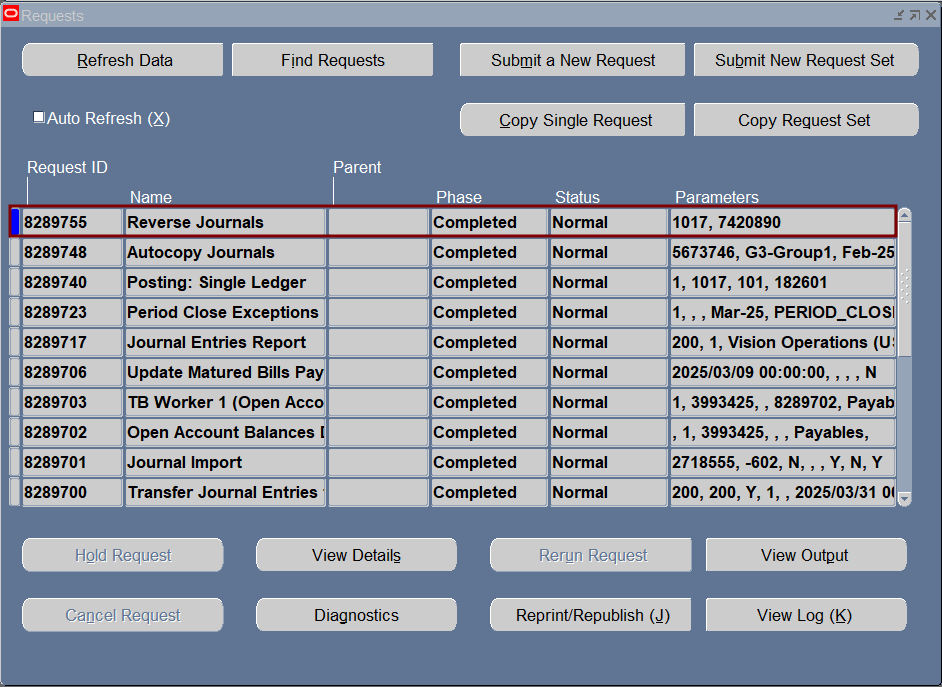 Requests
Refresh Data Find Requests Submit a New Request Submit New Request Set
Auto Refresh (X) Copy Single Request Copy Request Set
Request ID Parent
Name Phase Status Parameters
8289755 Reverse Journals Completed Normal 1017, 7420890
8289748 Autocopy Journals Completed Normal 5673746, G3-Group1, Feb-25
8289740 Posting: Single Ledger Completed Normal 1, 1017, 101, 182601
8289723 Period Close Exceptions Completed Normal 1, , , Mar-25, PERIOD_CLOS
8289717 Journal Entries Report Completed Normal 200, 1, Vision Operations (U
8289706 Update Matured Bills Pay Completed Normal 2025/03/09 00:00:00, , , , N
8289703 TB Worker 1 (Open Acco Completed Normal 1, 3993425, , 8289702, Payab
8289702 Open Account Balances Completed Normal , 1, 3993425, , , Payables,
8289701 Journal Import Completed Normal 2718555, -602, N, , , Y, N, Y
8289700 Transfer Journal Entries Completed Normal 200, 200, Y, 1, , 2025/03/31 0
Hold Request View Details Rerun Request View Output
Cancel Request Diagnostics Reprint/Republish (J) View Log (K)